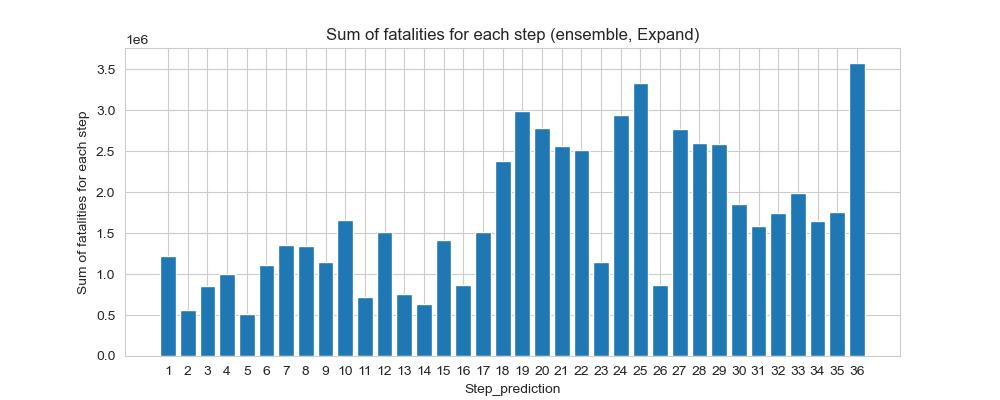 Sum of fatalities for each step (ensemble, Expand)
1e6
3.5
3.0
2.5
2.0
1.5
1.0
0.5
0.0
Sum of fatalities for each step
1 2 3 4 5 6 7 8 9 10 11 12 13 14 15 16 17 18 19 20 21 22 23 24 25 26 27 28 29 30 31 32 33 34 35 36
Step_prediction